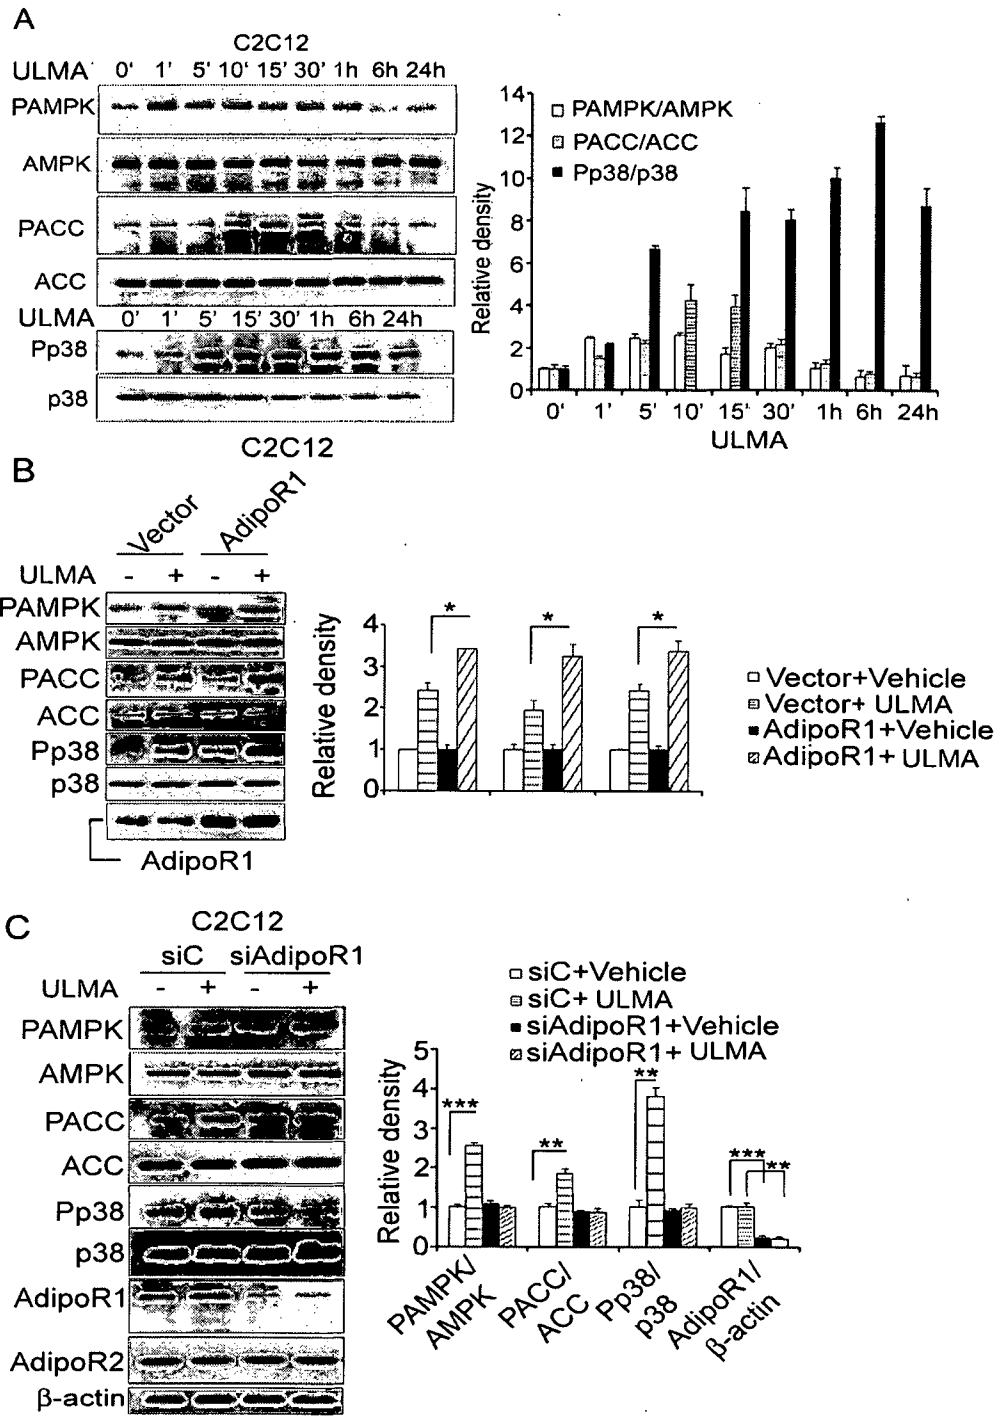 A
C2C12
ULMA 0' 1' 5' 10' 15' 30' 1h 6h 24h
PAMPK
AMPK
PACC
ACC
ULMA 0' 1' 5' 15' 30' 1h 6h 24h
Pp38
p38
C2C12
14
12
10
8
6
4
2
0
Relative density
PAMPK/AMPK
PACC/ACC
Pp38/p38
0' 1' 5' 10' 15' 30' 1h 6h 24h
ULMA
B
Vector AdipoR1
ULMA - + - +
PAMPK
AMPK
PACC
ACC
Pp38
p38
AdipoR1
4
3
2
1
0
Relative density
* * *
Vector+Vehicle
Vector+ ULMA
AdipoR1+Vehicle
AdipoR1+ ULMA
C
C2C12
siC siAdipoR1
ULMA - + - +
PAMPK
AMPK
PACC
ACC
Pp38
p38
AdipoR1
AdipoR2
β-actin
siC+Vehicle
siC+ ULMA
siAdipoR1+Vehicle
siAdipoR1+ ULMA
5
4
3
2
1
0
Relative density
*** ** ** *** **
PAMPK/
AMPK
PACC/
ACC
Pp38/
p38
AdipoR1/
β-actin